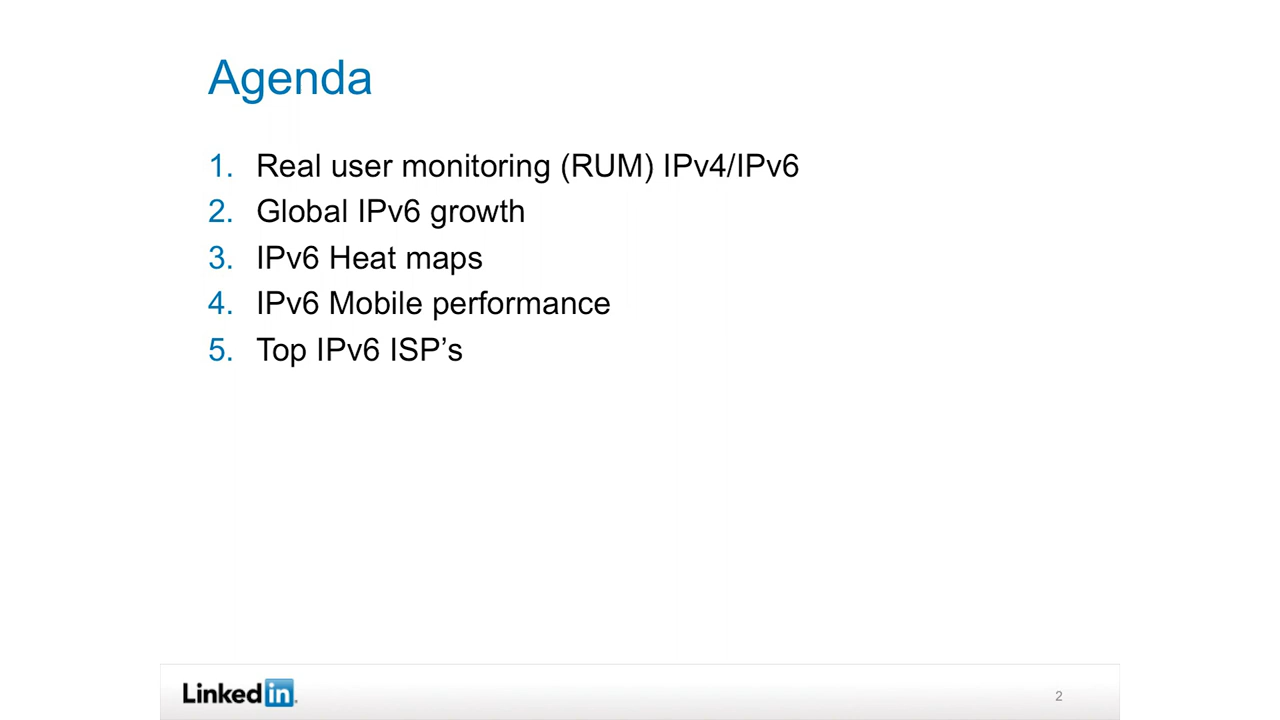 Agenda
1. Real user monitoring (RUM) IPv4/IPv6
2. Global IPv6 growth
3. IPv6 Heat maps
4. IPv6 Mobile performance
5. Top IPv6 ISP’s
Linked in
2